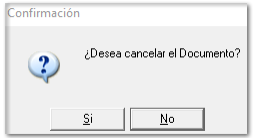 Confirmación
¿Desea cancelar el Documento?
Si
No